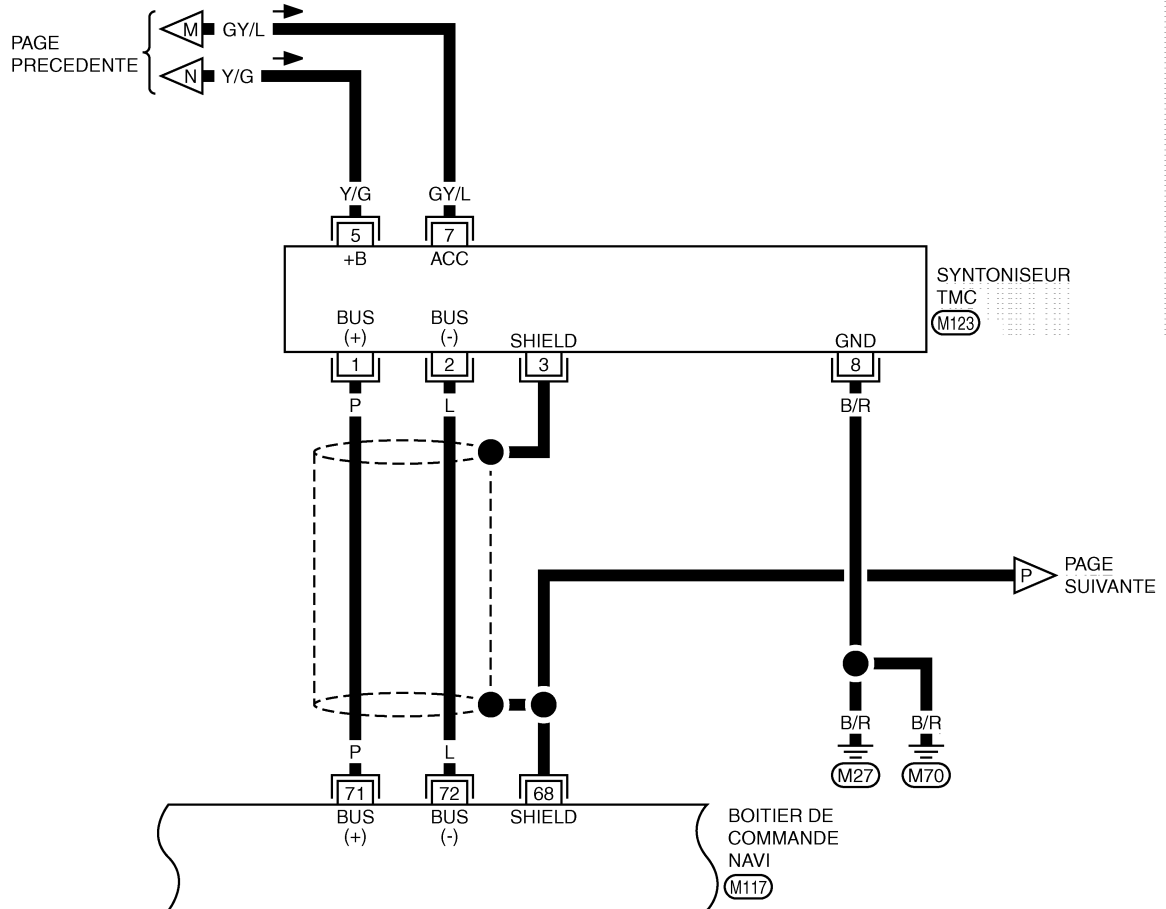 PAGE
PRECEDENTE
M GY/L
N Y/G
Y/G GY/L
5 7
+B ACC
SYNTONISEUR
TMC
M123
BUS BUS
(+) (-) SHIELD GND
1 2 3 8
P L B/R
P PAGE
SUIVANTE
B/R B/R
M27 M70
P L
71 72 68
BUS BUS SHIELD
(+) (-)
BOITIER DE
COMMANDE
NAVI
M117